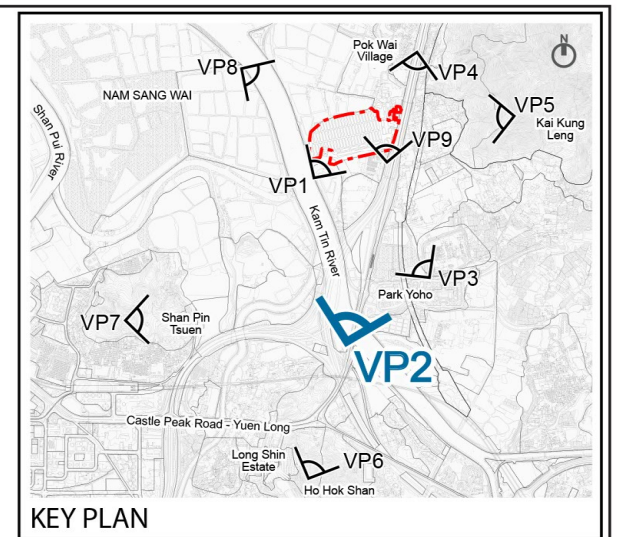 N
Pok Wai
Village
VP8
VP4
NAM SANG WAI
VP5
Kai Kung
Leng
Shan Pui River
VP9
VP1
Kam Tin River
VP3
Park Yoho
VP7
Shan Pin
Tsuen
VP2
Castle Peak Road - Yuen Long
Long Shin
Estate
VP6
Ho Hok Shan
KEY PLAN